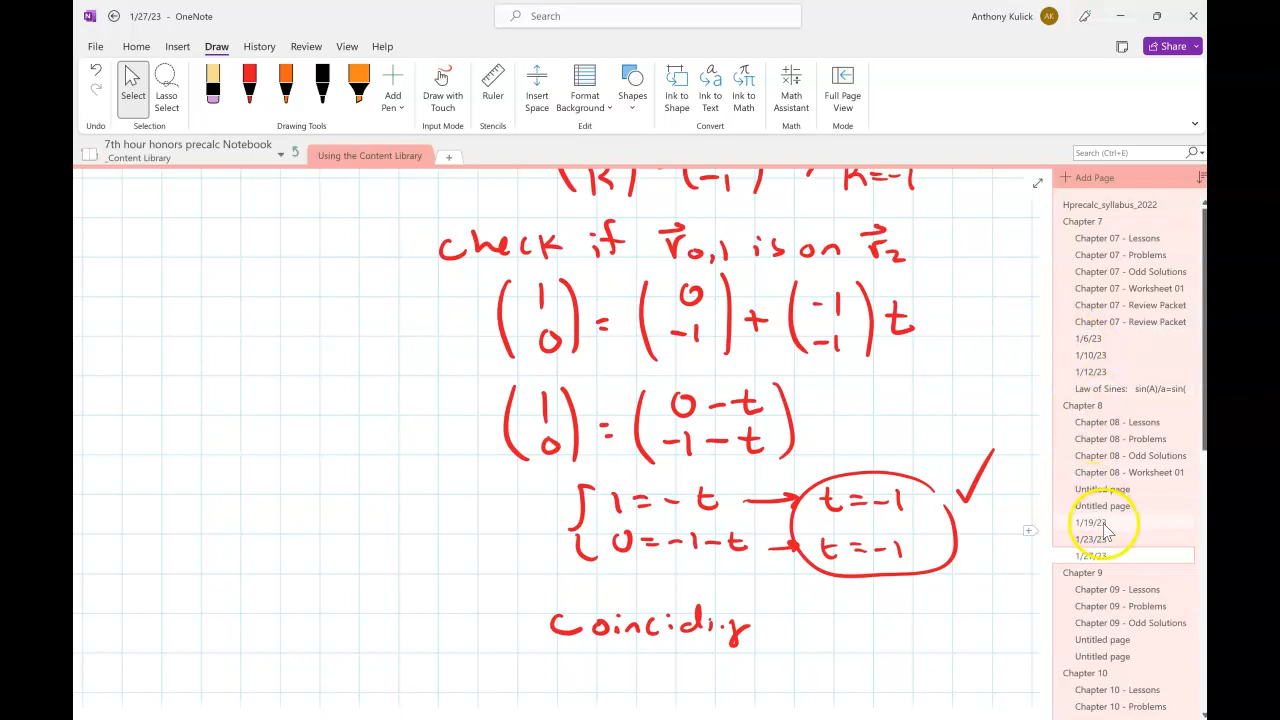 1/27/23 - OneNote
Search
Anthony Kulick
AK
File Home Insert Draw History Review View Help
Share
Undo
Select
Lasso Select
Add Pen
Draw with Touch
Ruler
Insert Space
Format Background
Shapes
Ink to Shape
Ink to Text
Ink to Math
Math Assistant
Full Page View
Selection
Drawing Tools
Input Mode
Stencils
Edit
Convert
Math
Mode
7th hour honors precalc Notebook
_Content Library
Using the Content Library
Search (Ctrl+E)
(k) (-1), k=-1
check if r⃗0,1 is on r⃗2
(1 0) = (0 -1) + (-1 -1) t
(1 0) = (0-t -1-t)
{ 1 = -t → t = -1 ✓
0 = -1-t → t = -1
Coinciding
Add Page
Hprecalc_syllabus_2022
Chapter 7
Chapter 07 - Lessons
Chapter 07 - Problems
Chapter 07 - Odd Solutions
Chapter 07 - Worksheet 01
Chapter 07 - Review Packet
Chapter 07 - Review Packet
1/6/23
1/10/23
1/12/23
Law of Sines: sin(A)/a=sin(
Chapter 8
Chapter 08 - Lessons
Chapter 08 - Problems
Chapter 08 - Odd Solutions
Chapter 08 - Worksheet 01
Untitled page
Untitled page
1/19/23
1/23/23
1/27/23
Chapter 9
Chapter 09 - Lessons
Chapter 09 - Problems
Chapter 09 - Odd Solutions
Untitled page
Untitled page
Chapter 10
Chapter 10 - Lessons
Chapter 10 - Problems